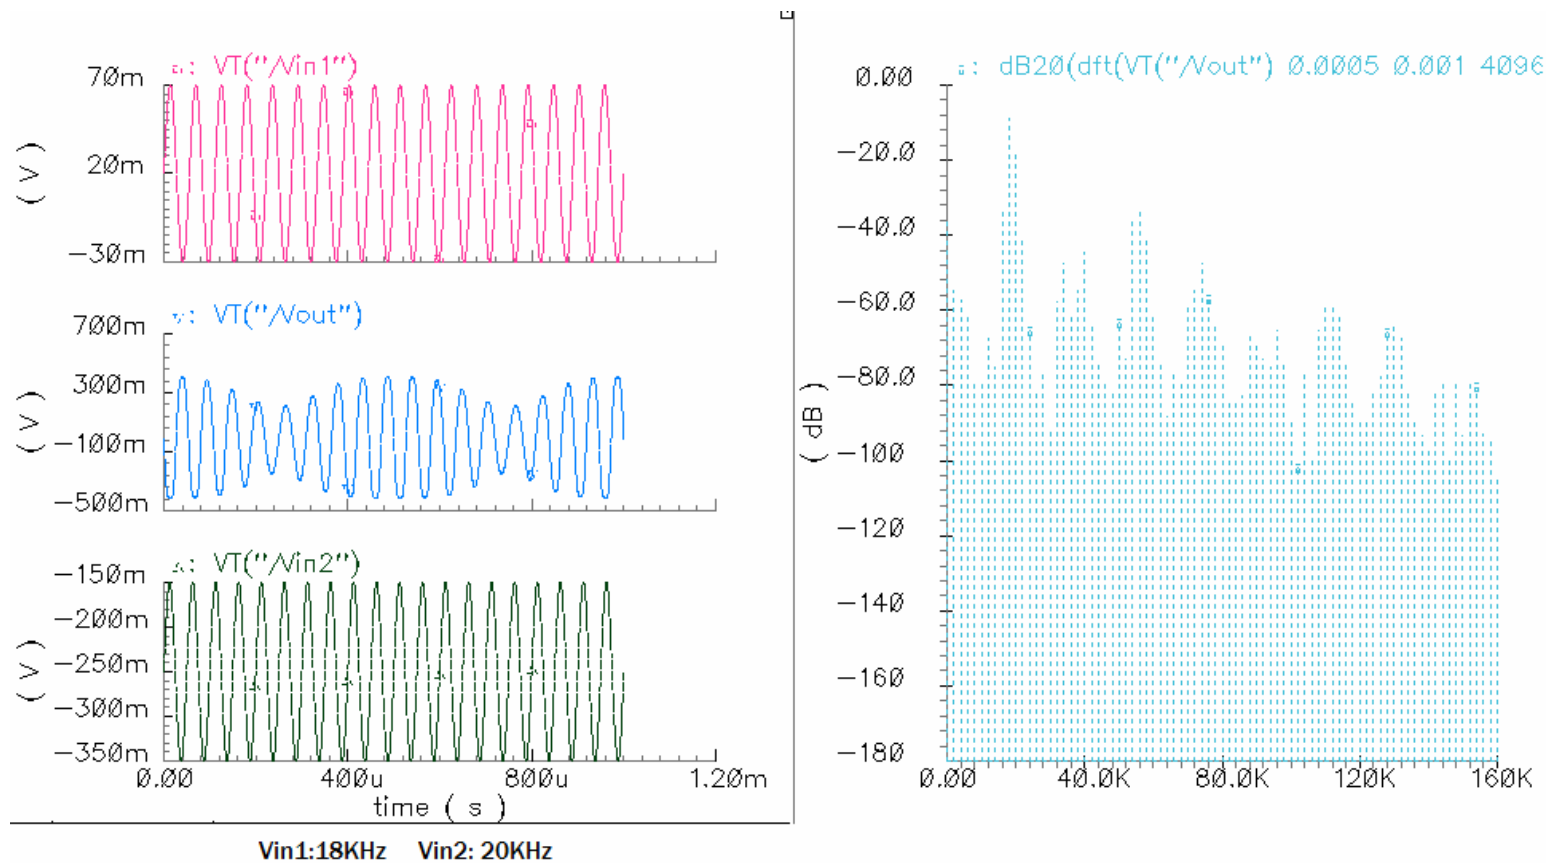 VT("/Vin1")
70m
20m
-30m
( V )
VT("/Vout")
700m
300m
-100m
-500m
( V )
VT("/Vin2")
-150m
-200m
-250m
-300m
-350m
( V )
0.00 400u 800u 1.20m
time ( s )
Vin1:18KHz Vin2: 20KHz
dB20(dft(VT("/Vout") 0.0005 0.001 4096
0.00
-20.0
-40.0
-60.0
-80.0
-100
-120
-140
-160
-180
( dB )
0.00 40.0K 80.0K 120K 160K